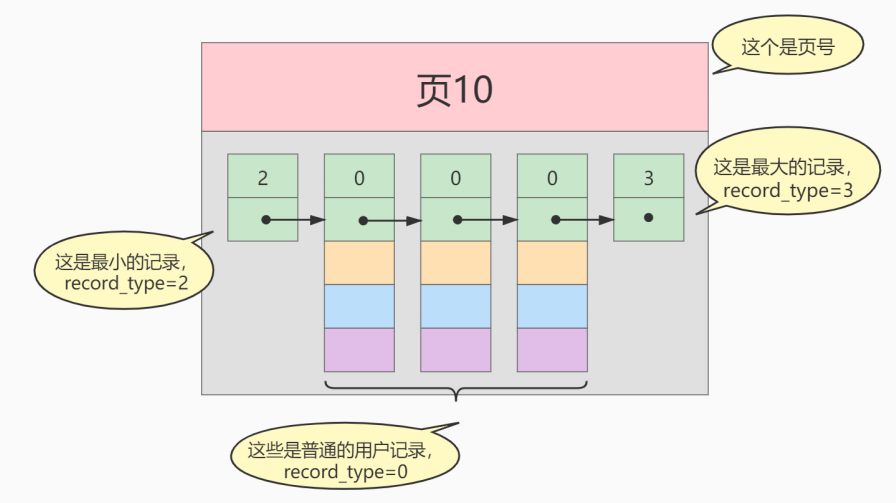 这个是页号
页10
2 0 0 0 3
这是最大的记录，
record_type=3
这是最小的记录，
record_type=2
这些是普通的用户记录，
record_type=0